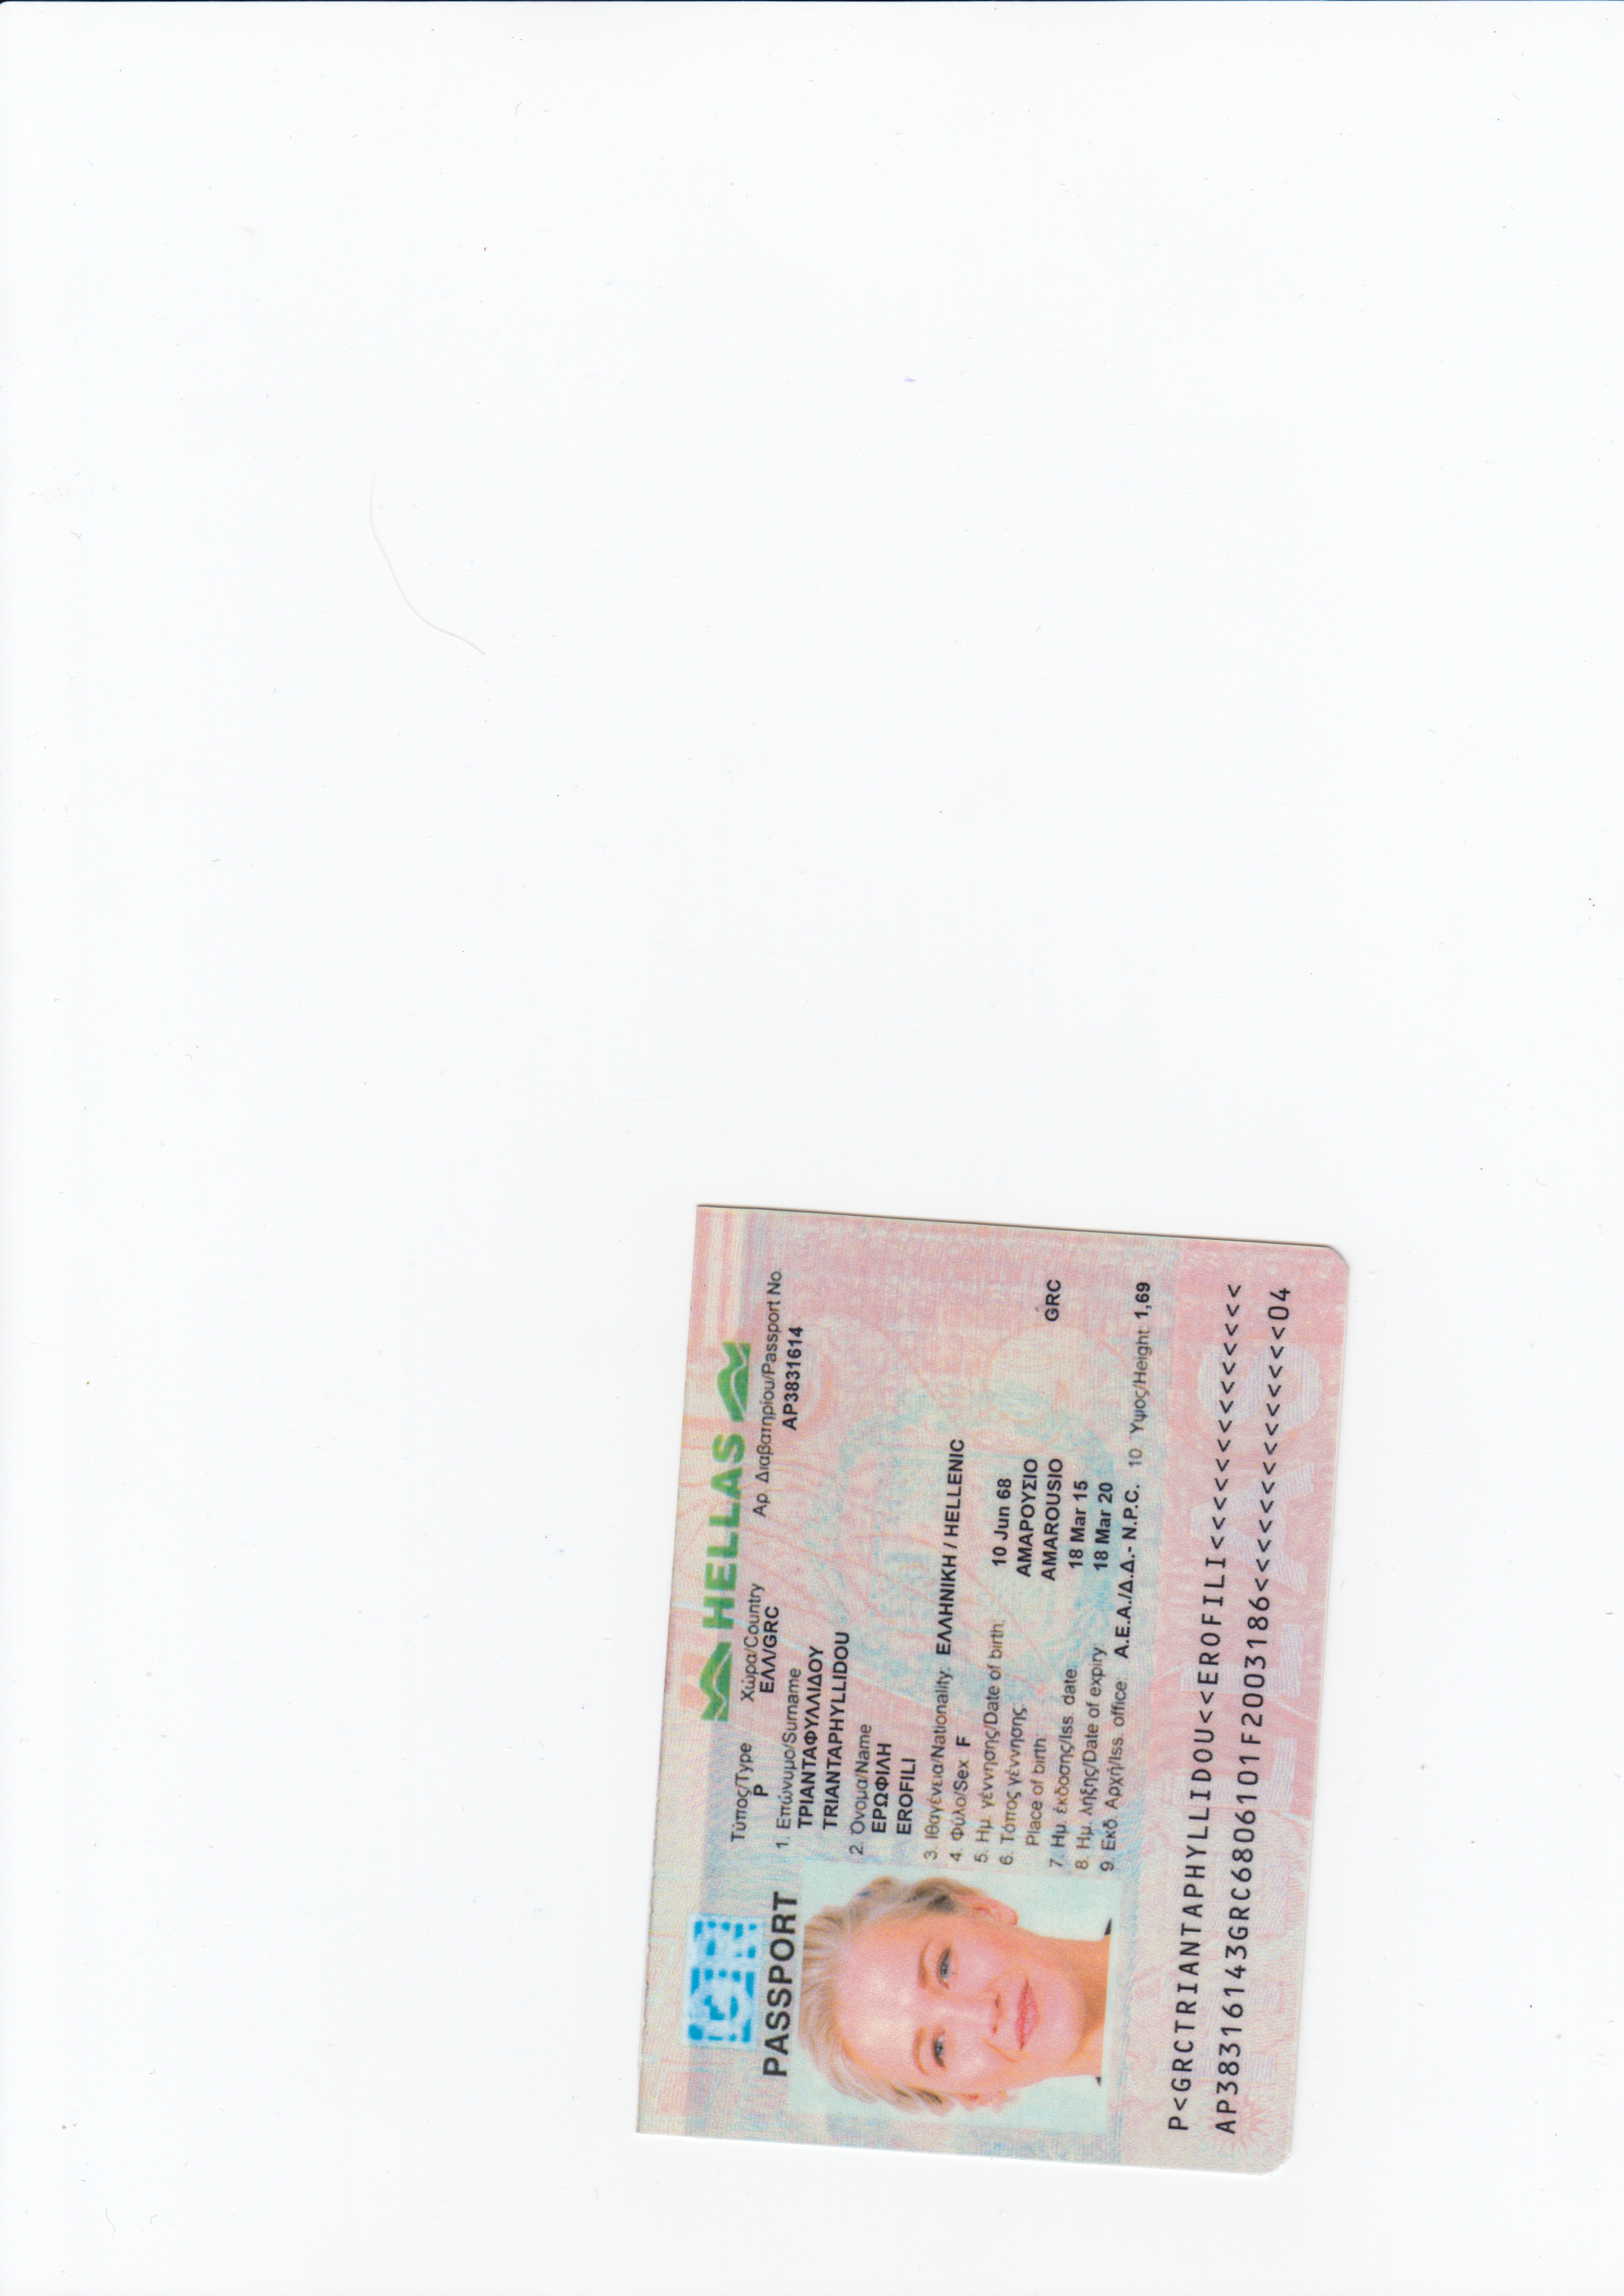 GR
HELLAS
PASSPORT
Τύπος/Type Χώρα/Country Αρ. Διαβατηρίου/Passport No.
P ΕΛΛ/GRC AP3831614
1. Επώνυμο/Surname
ΤΡΙΑΝΤΑΦΥΛΛΙΔΟΥ
TRIANTAPHYLLIDOU
2. Όνομα/Name
ΕΡΩΦΙΛΗ
EROFILI
3. Ιθαγένεια/Nationality: ΕΛΛΗΝΙΚΗ / HELLENIC
4. Φύλο/Sex: F
5. Ημ. γέννησης/Date of birth: 10 Jun 68
6. Τόπος γέννησης: ΑΜΑΡΟΥΣΙΟ
Place of birth: AMAROUSIO GRC
7. Ημ. έκδοσης/Iss. date: 18 Mar 15
8. Ημ. λήξης/Date of expiry: 18 Mar 20
9. Εκδ. Αρχή/Iss. office: Α.Ε.Α./Δ.Δ.- N.P.C. 10. Ύψος/Height: 1,69
P<GRCTRIANTAPHYLLIDOU<<EROFILI<<<<<<<<<<<<<<
AP38316143GRC6806101F2003186<<<<<<<<<<<<<<04